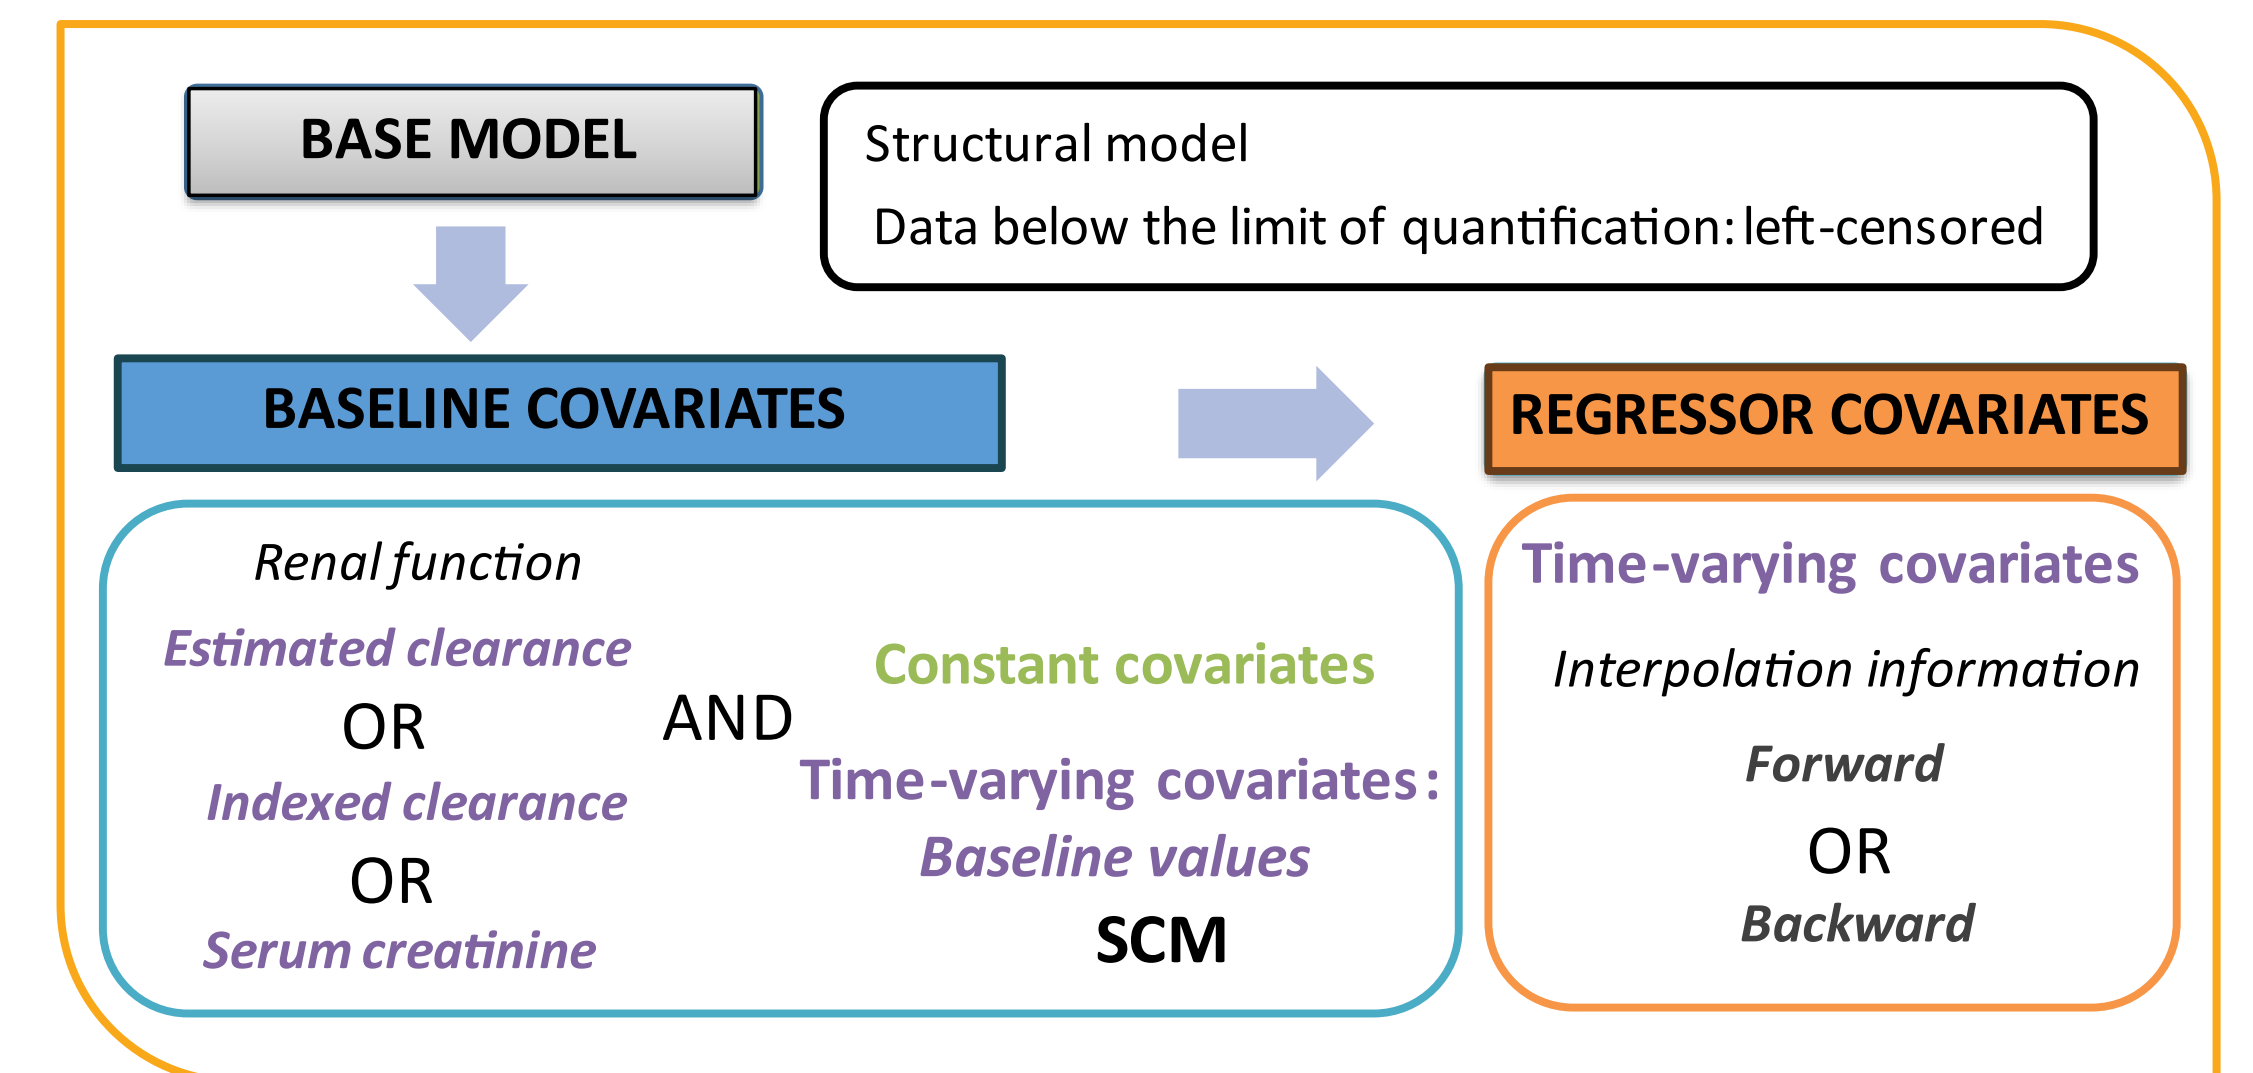 BASE MODEL
Structural model
Data below the limit of quantification: left-censored
BASELINE COVARIATES
REGRESSOR COVARIATES
Renal function
Estimated clearance
OR
Indexed clearance
OR
Serum creatinine
AND
Constant covariates
Time-varying covariates:
Baseline values
SCM
Time-varying covariates
Interpolation information
Forward
OR
Backward